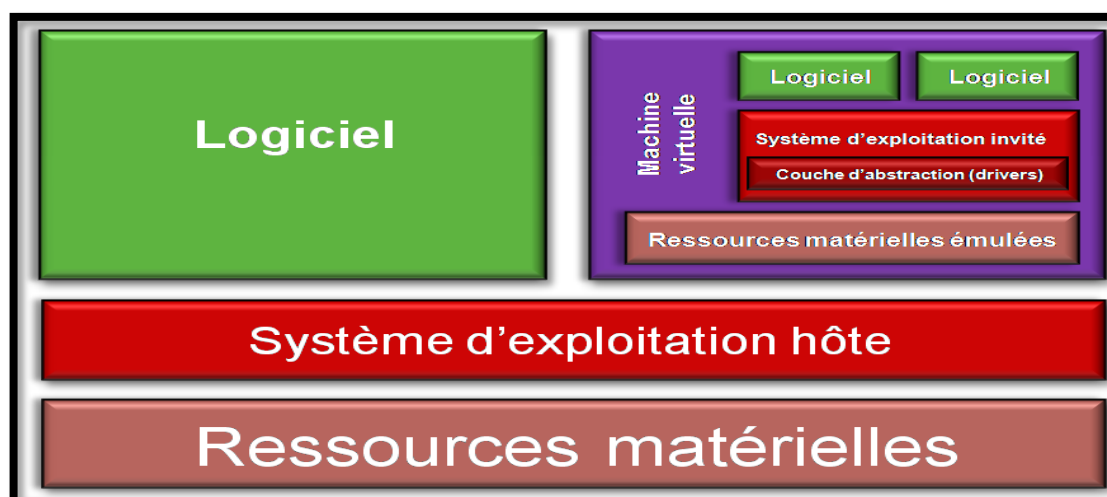 Logiciel
Machine
virtuelle
Logiciel
Logiciel
Système d’exploitation invité
Couche d’abstraction (drivers)
Ressources matérielles émulées
Système d’exploitation hôte
Ressources matérielles